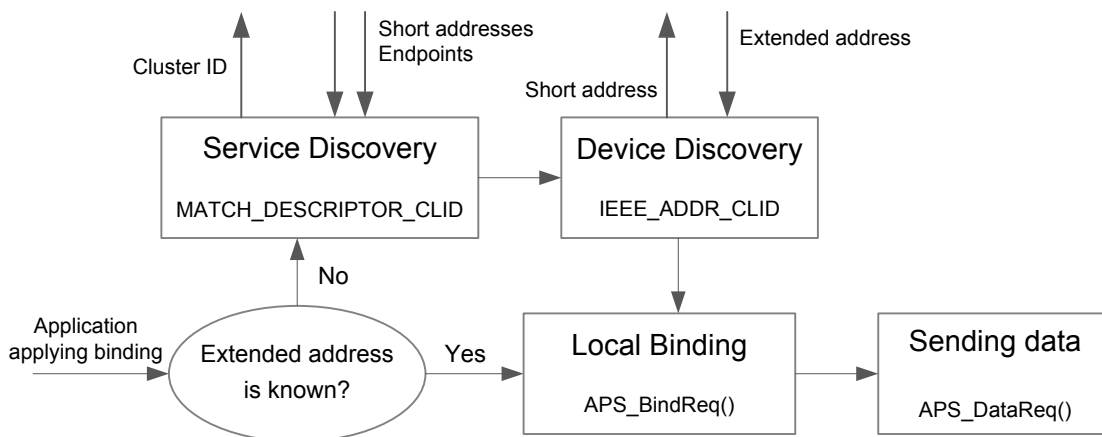 Short addresses
Endpoints
Extended address
Cluster ID
Short address
Service Discovery
MATCH_DESCRIPTOR_CLID
Device Discovery
IEEE_ADDR_CLID
No
Application
applying binding
Extended address
is known?
Yes
Local Binding
APS_BindReq()
Sending data
APS_DataReq()